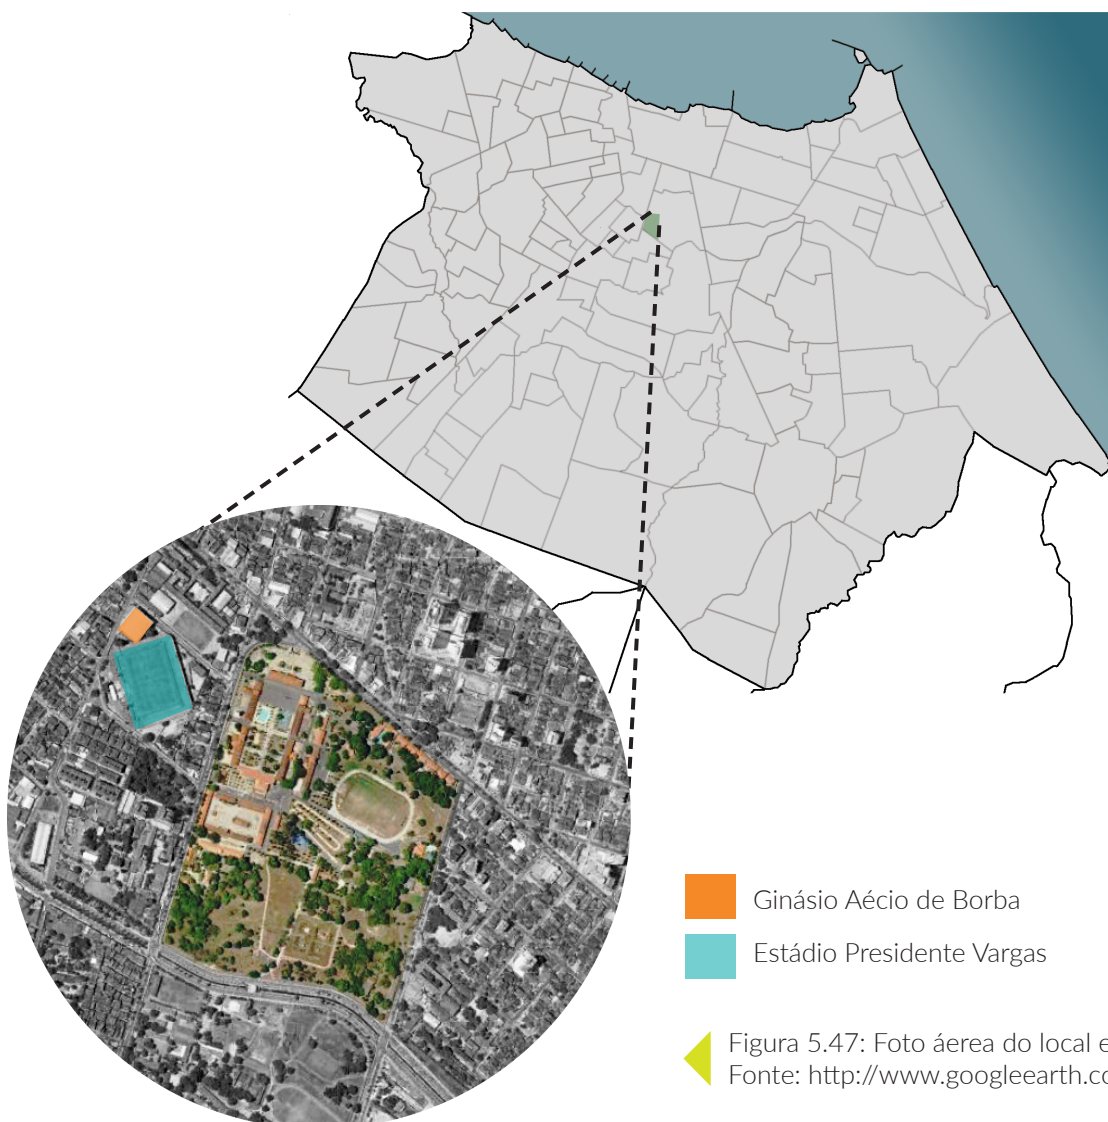 Ginásio Aécio de Borba
Estádio Presidente Vargas
Figura 5.47: Foto áerea do local e
Fonte: http://www.googleearth.co